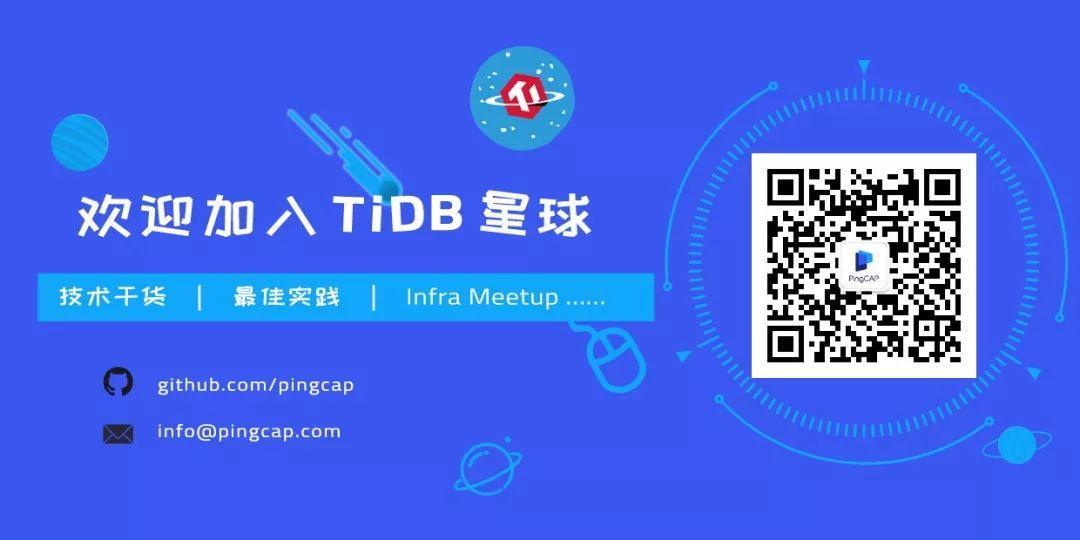 欢迎加入 TiDB 星球
技术干货 | 最佳实践 | Infra Meetup ......
github.com/pingcap
info@pingcap.com
PingCAP